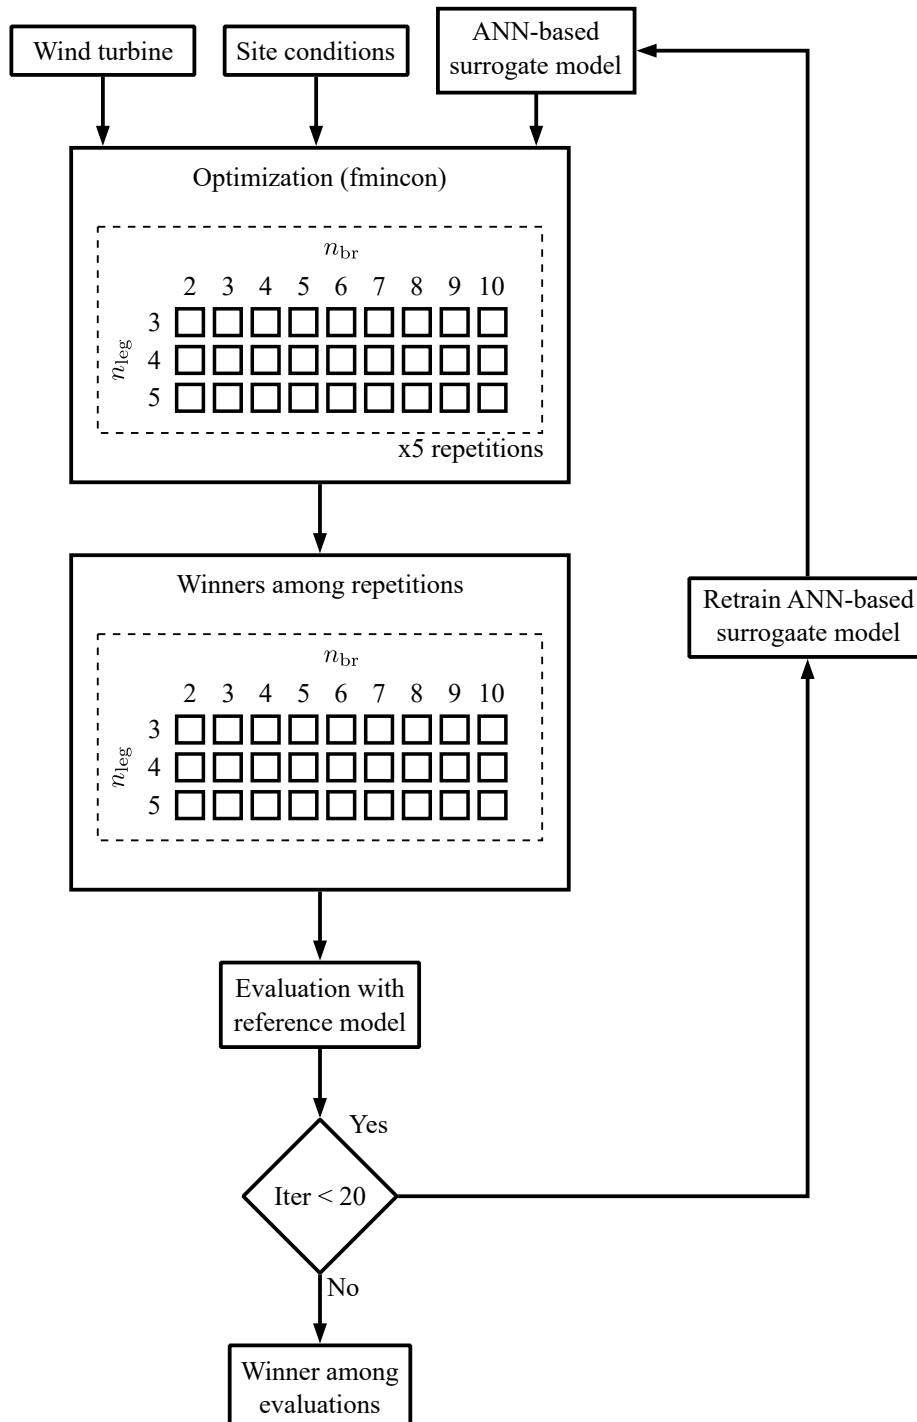 Wind turbine
Site conditions
ANN-based
surrogate model
Optimization (fmincon)
n_br
2 3 4 5 6 7 8 9 10
n_leg
3
4
5
x5 repetitions
Winners among repetitions
n_br
2 3 4 5 6 7 8 9 10
n_leg
3
4
5
Retrain ANN-based
surrogaate model
Evaluation with
reference model
Yes
Iter < 20
No
Winner among
evaluations